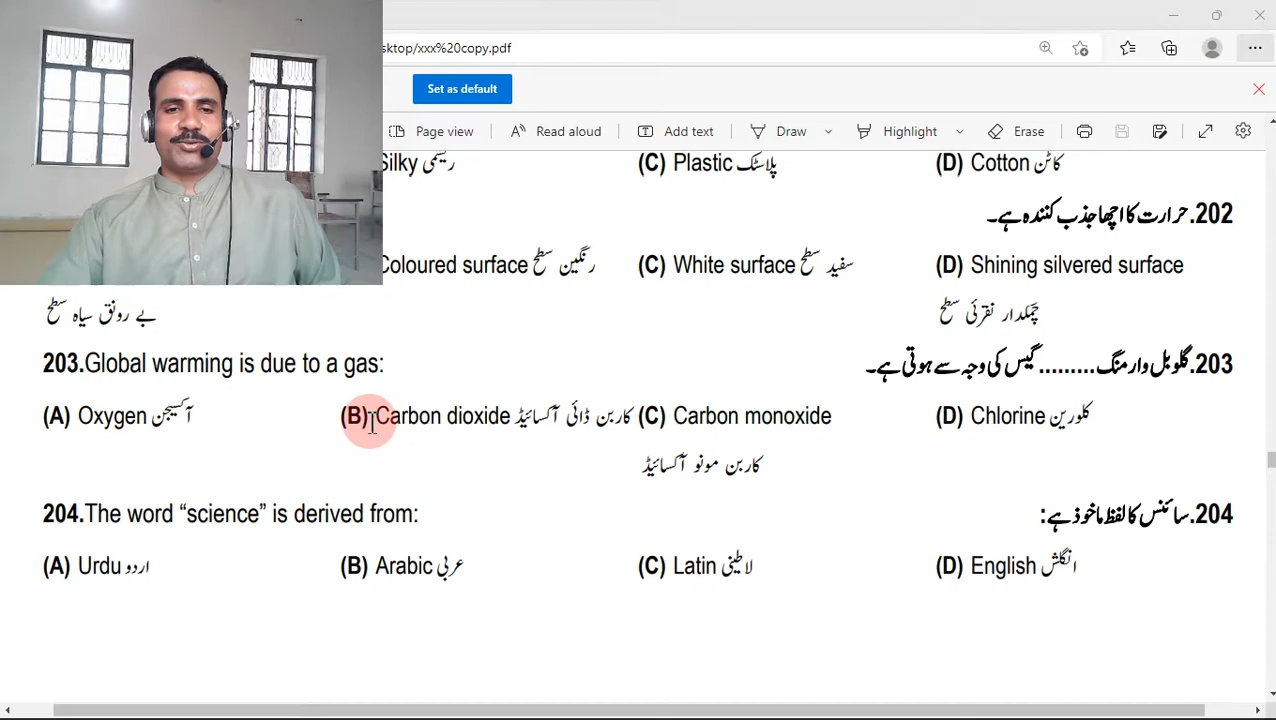 sktop/xxx%20copy.pdf
Set as default
Page view Read aloud Add text Draw Highlight Erase
Silky ریشمی (C) Plastic پلاسٹک (D) Cotton کاٹن
202. حرارت کا اچھا جذب کنندہ ہے۔
Coloured surface رنگین سطح (C) White surface سفید سطح (D) Shining silvered surface
بے رونق سیاہ سطح چمکدار نقرئی سطح
203.Global warming is due to a gas: 203. گلوبل وارمنگ ......... گیس کی وجہ سے ہوتی ہے۔
(A) Oxygen آکسیجن (B) Carbon dioxide کاربن ڈائی آکسائیڈ (C) Carbon monoxide (D) Chlorine کلورین
کاربن مونو آکسائیڈ
204.The word “science” is derived from: 204. سائنس کا لفظ ماخوذ ہے:
(A) Urdu اردو (B) Arabic عربی (C) Latin لاطینی (D) English انگلش